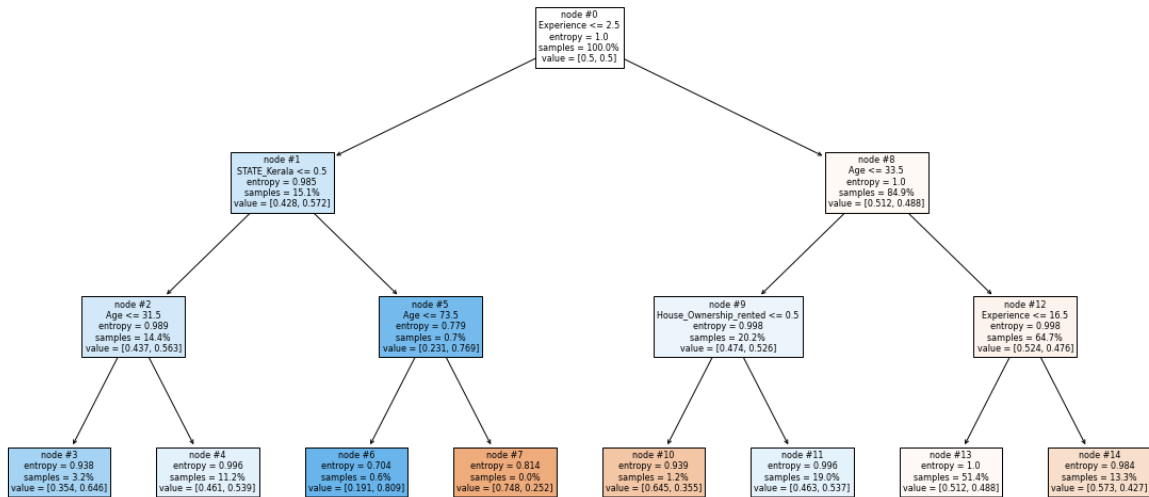 node #0
Experience <= 2.5
entropy = 1.0
samples = 100.0%
value = [0.5, 0.5]
node #1
STATE_Kerala <= 0.5
entropy = 0.985
samples = 15.1%
value = [0.428, 0.572]
node #8
Age <= 33.5
entropy = 1.0
samples = 84.9%
value = [0.512, 0.488]
node #2
Age <= 31.5
entropy = 0.989
samples = 14.4%
value = [0.437, 0.563]
node #5
Age <= 73.5
entropy = 0.779
samples = 0.7%
value = [0.231, 0.769]
node #9
House_Ownership_rented <= 0.5
entropy = 0.998
samples = 20.2%
value = [0.474, 0.526]
node #12
Experience <= 16.5
entropy = 0.998
samples = 64.7%
value = [0.524, 0.476]
node #3
entropy = 0.938
samples = 3.2%
value = [0.354, 0.646]
node #4
entropy = 0.996
samples = 11.2%
value = [0.461, 0.539]
node #6
entropy = 0.704
samples = 0.6%
value = [0.191, 0.809]
node #7
entropy = 0.814
samples = 0.0%
value = [0.748, 0.252]
node #10
entropy = 0.939
samples = 1.2%
value = [0.645, 0.355]
node #11
entropy = 0.996
samples = 19.0%
value = [0.463, 0.537]
node #13
entropy = 1.0
samples = 51.4%
value = [0.512, 0.488]
node #14
entropy = 0.984
samples = 13.3%
value = [0.573, 0.427]